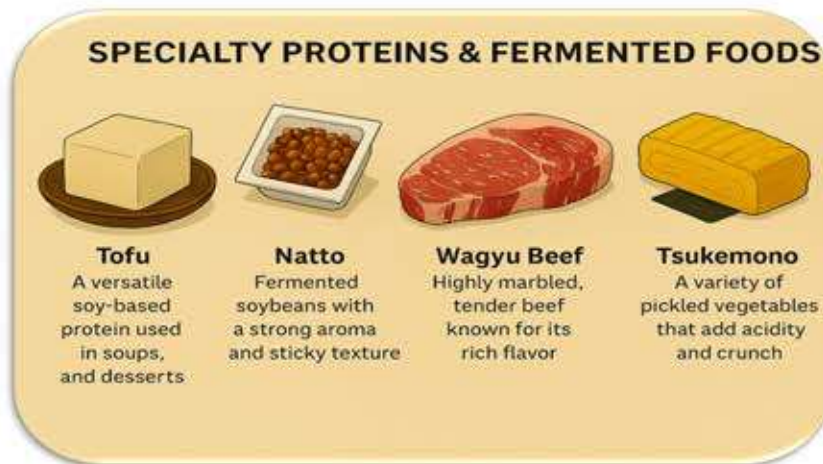 SPECIALTY PROTEINS & FERMENTED FOODS
Tofu
A versatile
soy-based
protein used
in soups,
and desserts
Natto
Fermented
soybeans with
a strong aroma
and sticky texture
Wagyu Beef
Highly marbled,
tender beef
known for its
rich flavor
Tsukemono
A variety of
pickled vegetables
that add acidity
and crunch